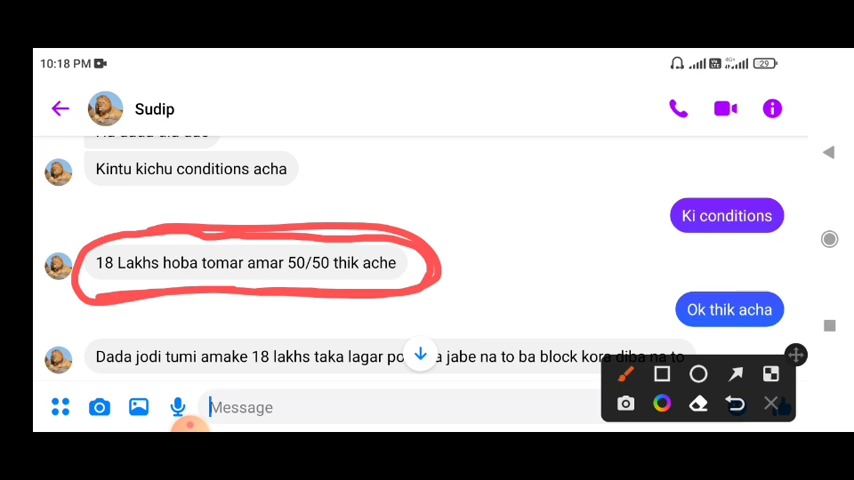 10:18 PM
29
Sudip
Kintu kichu conditions acha
Ki conditions
18 Lakhs hoba tomar amar 50/50 thik ache
Ok thik acha
Dada jodi tumi amake 18 lakhs taka lagar jabe na to ba block kora diba na to
Message